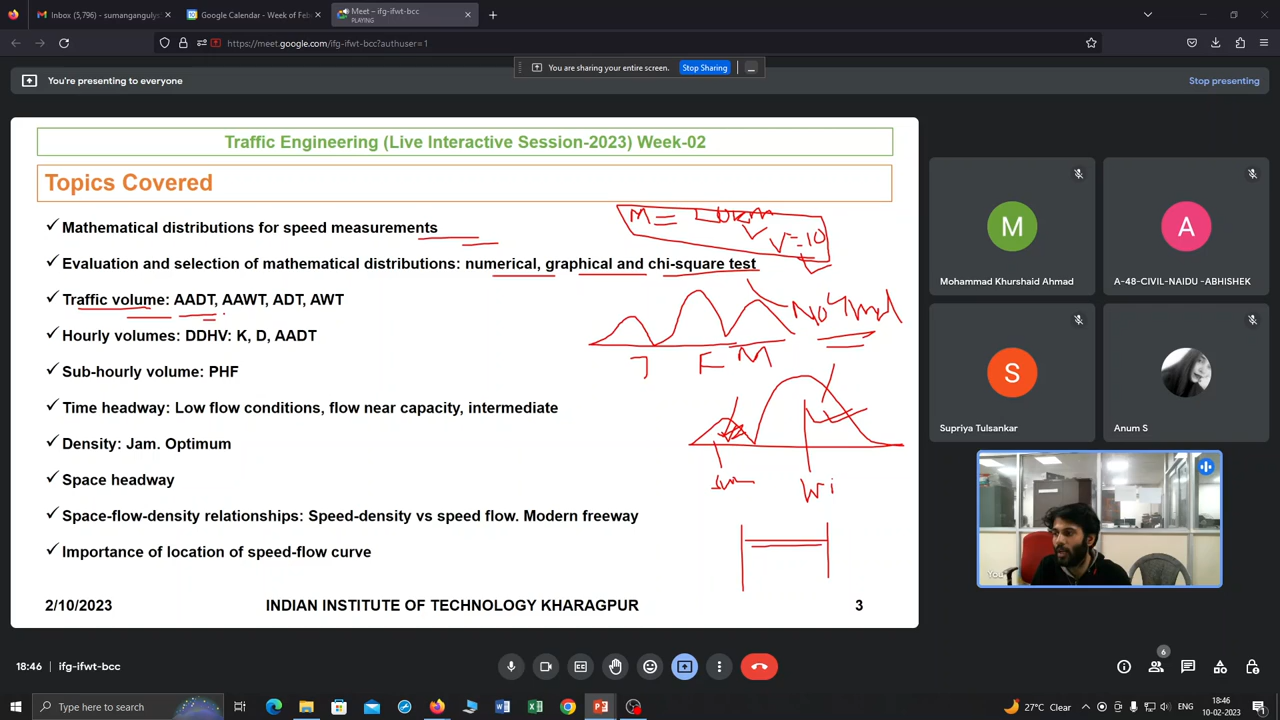 Inbox (5,796) - sumangangulys
Google Calendar - Week of Fe
Meet – ifg-ifwt-bcc
PLAYING
https://meet.google.com/ifg-ifwt-bcc?authuser=1
You are sharing your entire screen.
Stop Sharing
You're presenting to everyone
Stop presenting
Traffic Engineering (Live Interactive Session-2023) Week-02
Topics Covered
✓ Mathematical distributions for speed measurements
✓ Evaluation and selection of mathematical distributions: numerical, graphical and chi-square test
✓ Traffic volume: AADT, AAWT, ADT, AWT
✓ Hourly volumes: DDHV: K, D, AADT
✓ Sub-hourly volume: PHF
✓ Time headway: Low flow conditions, flow near capacity, intermediate
✓ Density: Jam. Optimum
✓ Space headway
✓ Space-flow-density relationships: Speed-density vs speed flow. Modern freeway
✓ Importance of location of speed-flow curve
M =
V=10
J F M
Wi
2/10/2023
INDIAN INSTITUTE OF TECHNOLOGY KHARAGPUR
3
M
Mohammad Khurshaid Ahmad
A
A-48-CIVIL-NAIDU -ABHISHEK
S
Supriya Tulsankar
Anum S
You
18:46
ifg-ifwt-bcc
6
Type here to search
27°C Clear
18:46
10-02-2023